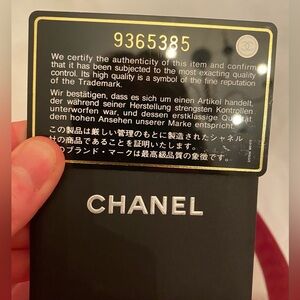 9365385
We certify the authenticity of this item and confirm
that it has been subjected to the most exacting quality
control. Its high quality is a symbol of the fine reputation
of the Trademark.
Wir bestätigen, dass es sich um einen Artikel handelt,
der während seiner Herstellung strengsten Kontrollen
unterworfen war, und dessen erstklassige Qualität
dem hohen Ansehen unserer Marke entspricht.
この製品は厳しい管理のもとに製造されたシャネル
の商品であることを証明いたします。
のブランド・マークは最高級品質の象徴です。
CHANEL